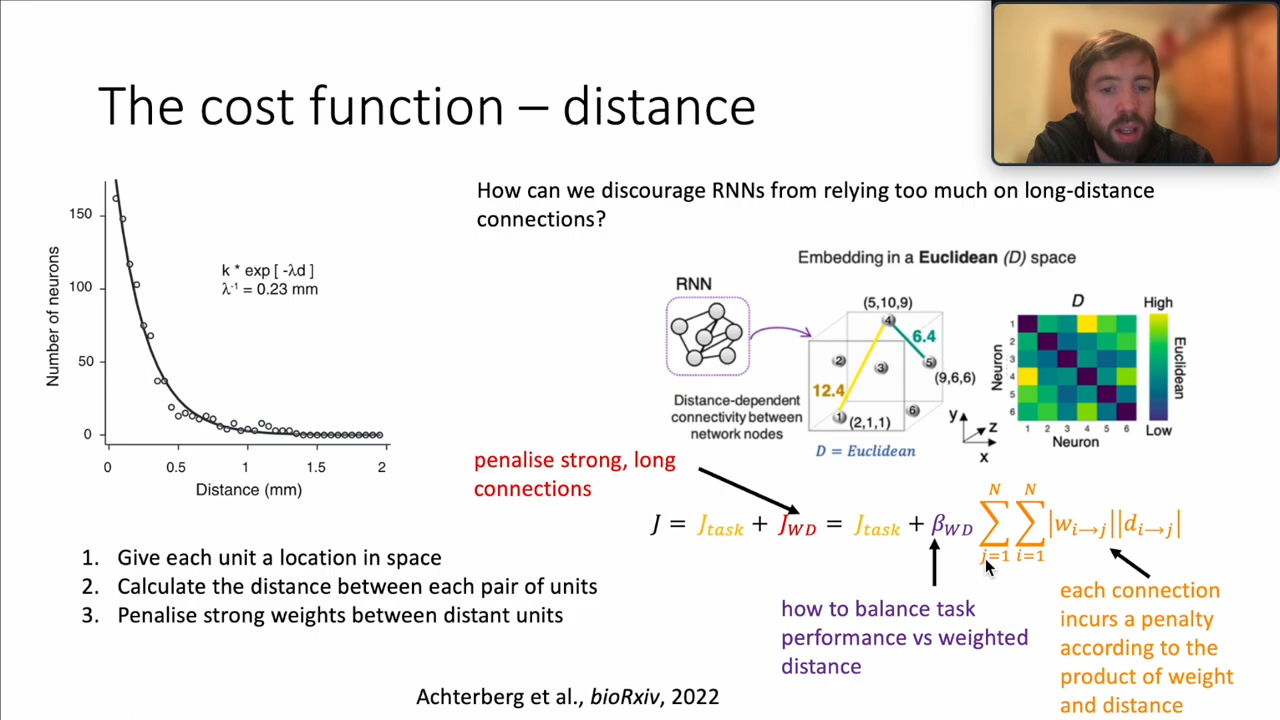 The cost function – distance
150
100
50
0
Number of neurons
k * exp [ -λd ]
λ⁻¹ = 0.23 mm
0 0.5 1 1.5 2
Distance (mm)
How can we discourage RNNs from relying too much on long-distance
connections?
Embedding in a Euclidean (D) space
RNN
(5,10,9)
4
6.4
2
3
5
(9,6,6)
12.4
1
(2,1,1)
6
Distance-dependent
connectivity between
network nodes
D = Euclidean
y
z
x
D
High
1
2
3
4
5
6
Neuron
1 2 3 4 5 6
Neuron
Euclidean
Low
penalise strong, long
connections
J = J_task + J_WD = J_task + β_WD ∑_{j=1}^{N} ∑_{i=1}^{N} |w_{i→j}||d_{i→j}|
1. Give each unit a location in space
2. Calculate the distance between each pair of units
3. Penalise strong weights between distant units
how to balance task
performance vs weighted
distance
each connection
incurs a penalty
according to the
product of weight
and distance
Achterberg et al., bioRxiv, 2022